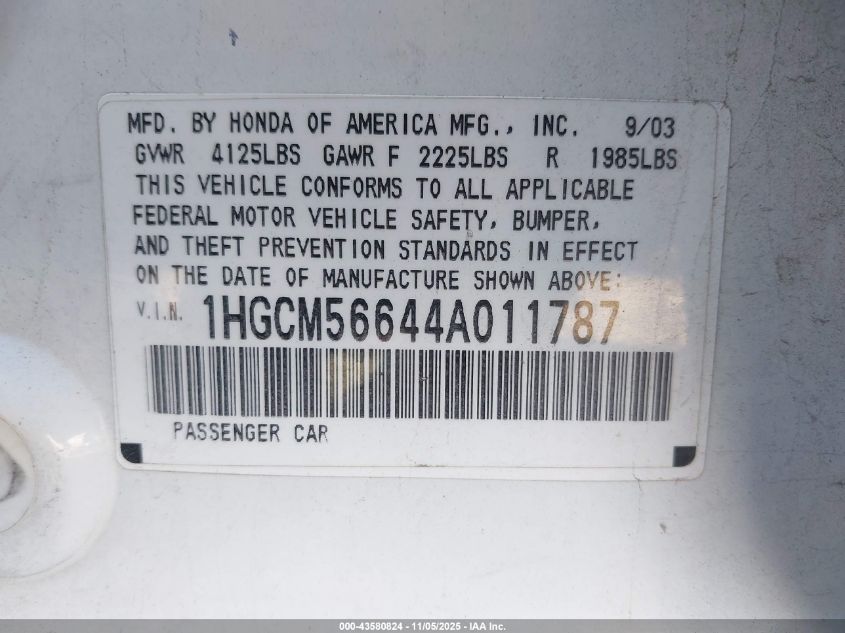 MFD. BY HONDA OF AMERICA MFG., INC. 9/03
GVWR 4125LBS GAWR F 2225LBS R 1985LBS
THIS VEHICLE CONFORMS TO ALL APPLICABLE
FEDERAL MOTOR VEHICLE SAFETY, BUMPER,
AND THEFT PREVENTION STANDARDS IN EFFECT
ON THE DATE OF MANUFACTURE SHOWN ABOVE:
V.I.N. 1HGCM56644A011787
PASSENGER CAR
000-43580824 - 11/05/2025 - IAA Inc.